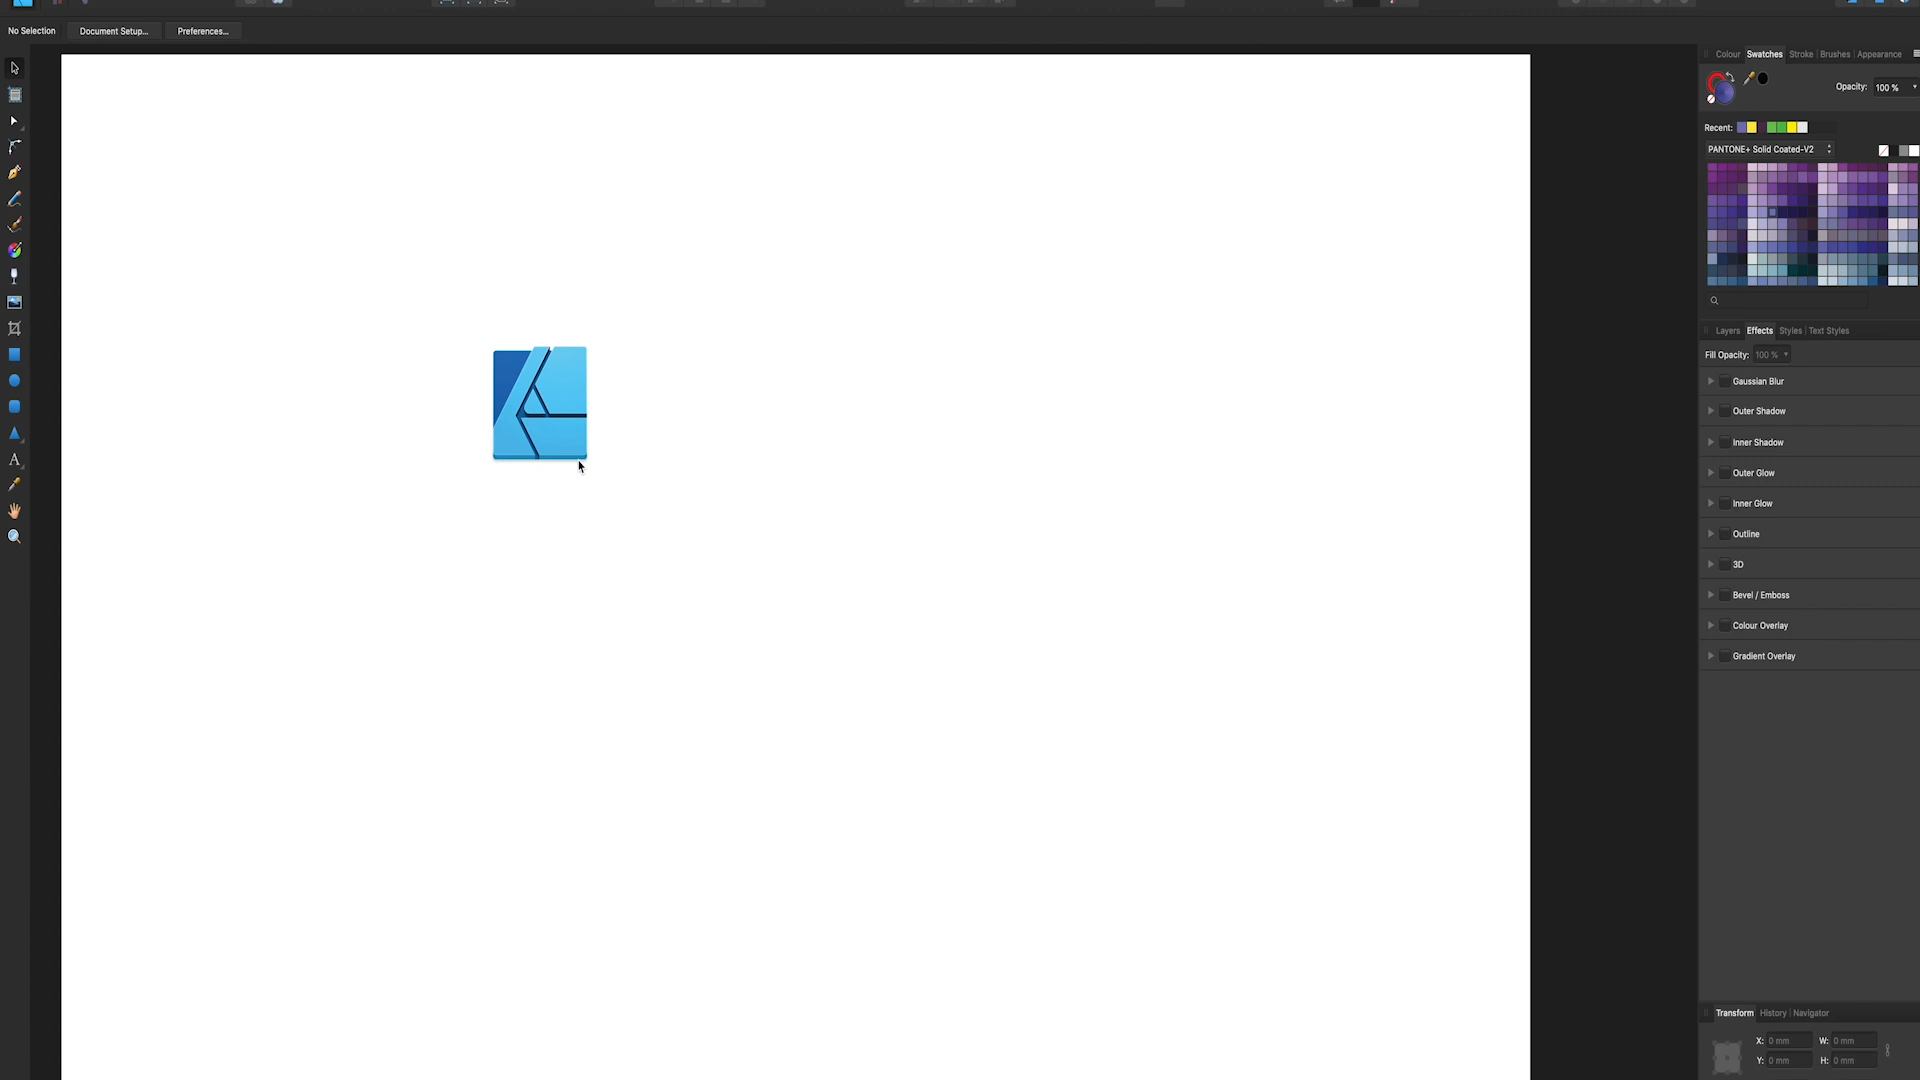 No Selection Document Setup... Preferences...
Colour Swatches Stroke Brushes Appearance
Opacity: 100 %
Recent:
PANTONE+ Solid Coated-V2
Layers Effects Styles Text Styles
Fill Opacity: 100 %
Gaussian Blur
Outer Shadow
Inner Shadow
Outer Glow
Inner Glow
Outline
3D
Bevel / Emboss
Colour Overlay
Gradient Overlay
Transform History Navigator
X: 0 mm W: 0 mm
Y: 0 mm H: 0 mm